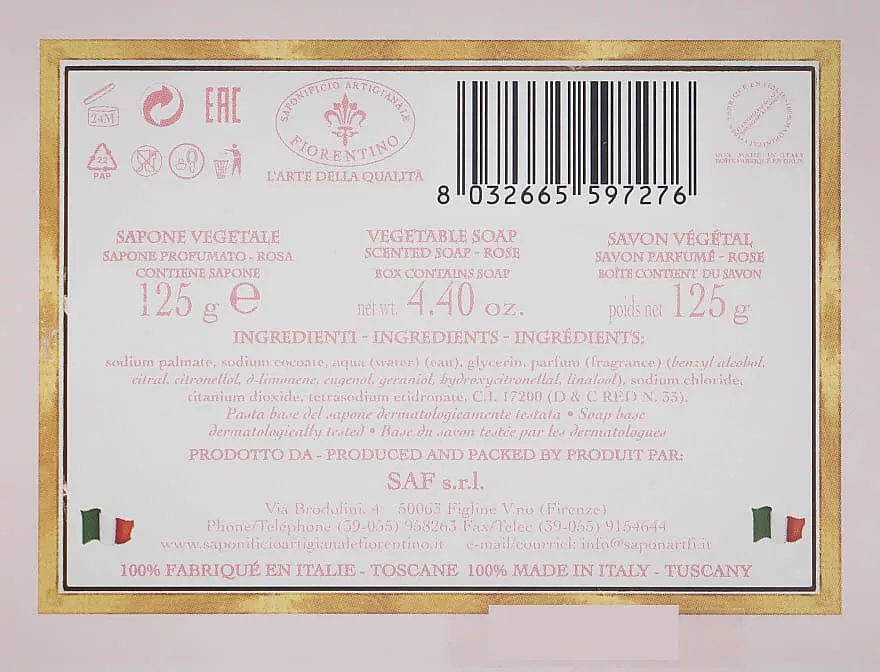 24M
EAC
SAPONIFICIO ARTIGIANALE
FIORENTINO
L'ARTE DELLA QUALITÀ
22
PAP
8 032665 597276
BOX MADE IN ITALY
SAPONE VEGETALE
SAPONE PROFUMATO - ROSA
CONTIENE SAPONE
125 g e
VEGETABLE SOAP
SCENTED SOAP - ROSE
BOX CONTAINS SOAP
net wt. 4.40 oz.
SAVON VÉGÉTAL
SAVON PARFUMÉ - ROSE
BOÎTE CONTIENT DU SAVON
poids net 125 g
INGREDIENTI - INGREDIENTS - INGRÉDIENTS:
sodium palmate, sodium cocoate, aqua (water) (eau), glycerin, parfum (fragrance) (benzyl alcohol,
citral, citronellol, d-limonene, eugenol, geraniol, hydroxycitronellal, linalool), sodium chloride,
titanium dioxide, tetrasodium etidronate, C.I. 17200 (D & C RED N. 33).
Pasta base del sapone dermatologicamente testata • Soap base
dermatologically tested • Base du savon testée par les dermatologues
PRODOTTO DA - PRODUCED AND PACKED BY PRODUIT PAR:
SAF s.r.l.
Via Brodolini, 4 50063 Figline V.no (Firenze)
Phone/Teléphone (39-055) 958263 Fax/Telec (39-055) 9154644
www.saponificioartigianalefiorentino.it e-mail/courriel: info@saponartfi.it
100% FABRIQUÉ EN ITALIE - TOSCANE 100% MADE IN ITALY - TUSCANY